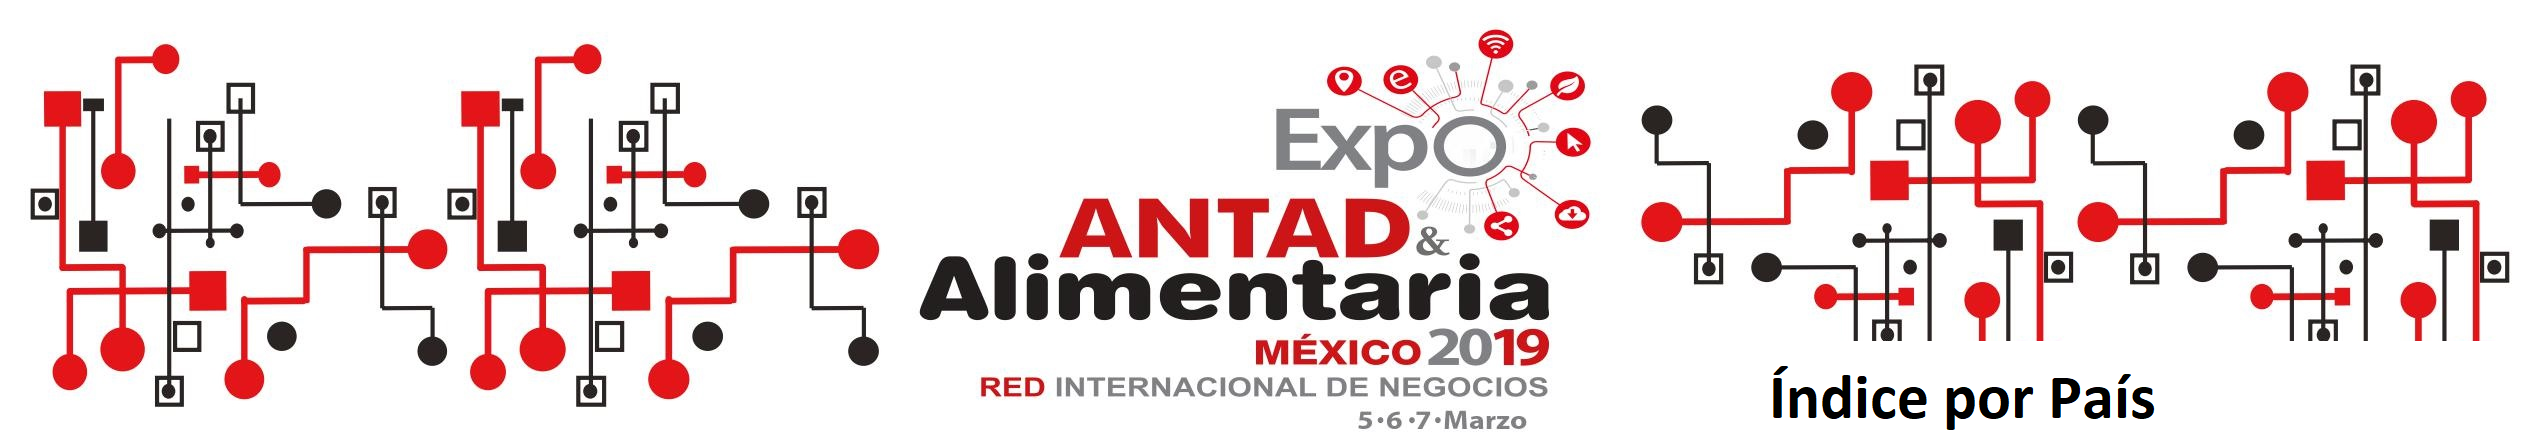 Expo
ANTAD &
Alimentaria
MÉXICO 2019
RED INTERNACIONAL DE NEGOCIOS
5•6•7•Marzo
Índice por País